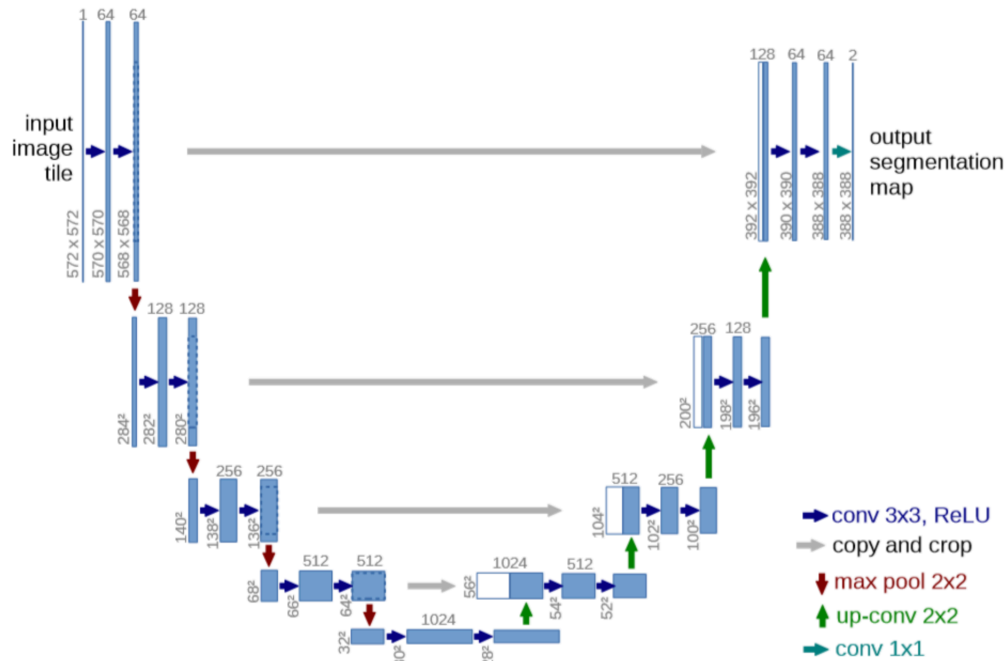 1 64 64
128 64 64 2
input
image
tile
output
segmentation
map
572 x 572
570 x 570
568 x 568
392 x 392
390 x 390
388 x 388
388 x 388
128 128
256 128
284²
282²
280²
200²
198²
196²
256 256
512 256
140²
138²
136²
104²
102²
100²
512 512
1024 512
68²
66²
64²
56²
54²
52²
1024
32²
conv 3x3, ReLU
copy and crop
max pool 2x2
up-conv 2x2
conv 1x1